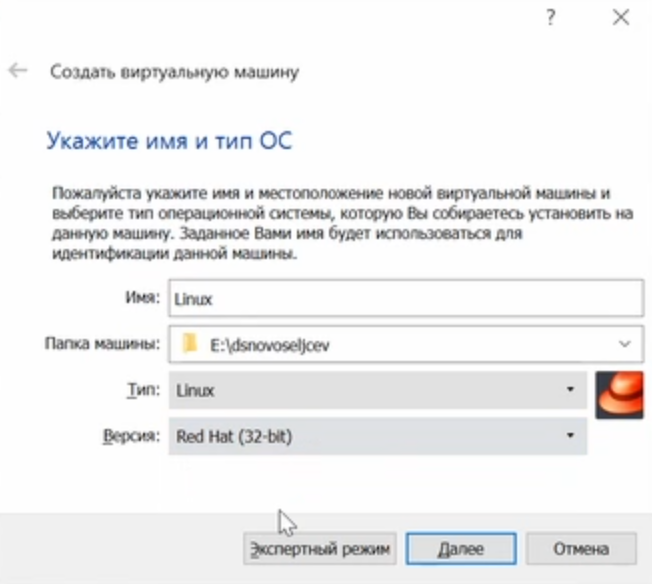 ?
Создать виртуальную машину
Укажите имя и тип ОС
Пожалуйста укажите имя и местоположение новой виртуальной машины и
выберите тип операционной системы, которую Вы собираетесь установить на
данную машину. Заданное Вами имя будет использоваться для
идентификации данной машины.
Имя: Linux
Папка машины: E:\dsnovoseljcev
Тип: Linux
Версия: Red Hat (32-bit)
Экспертный режим Далее Отмена